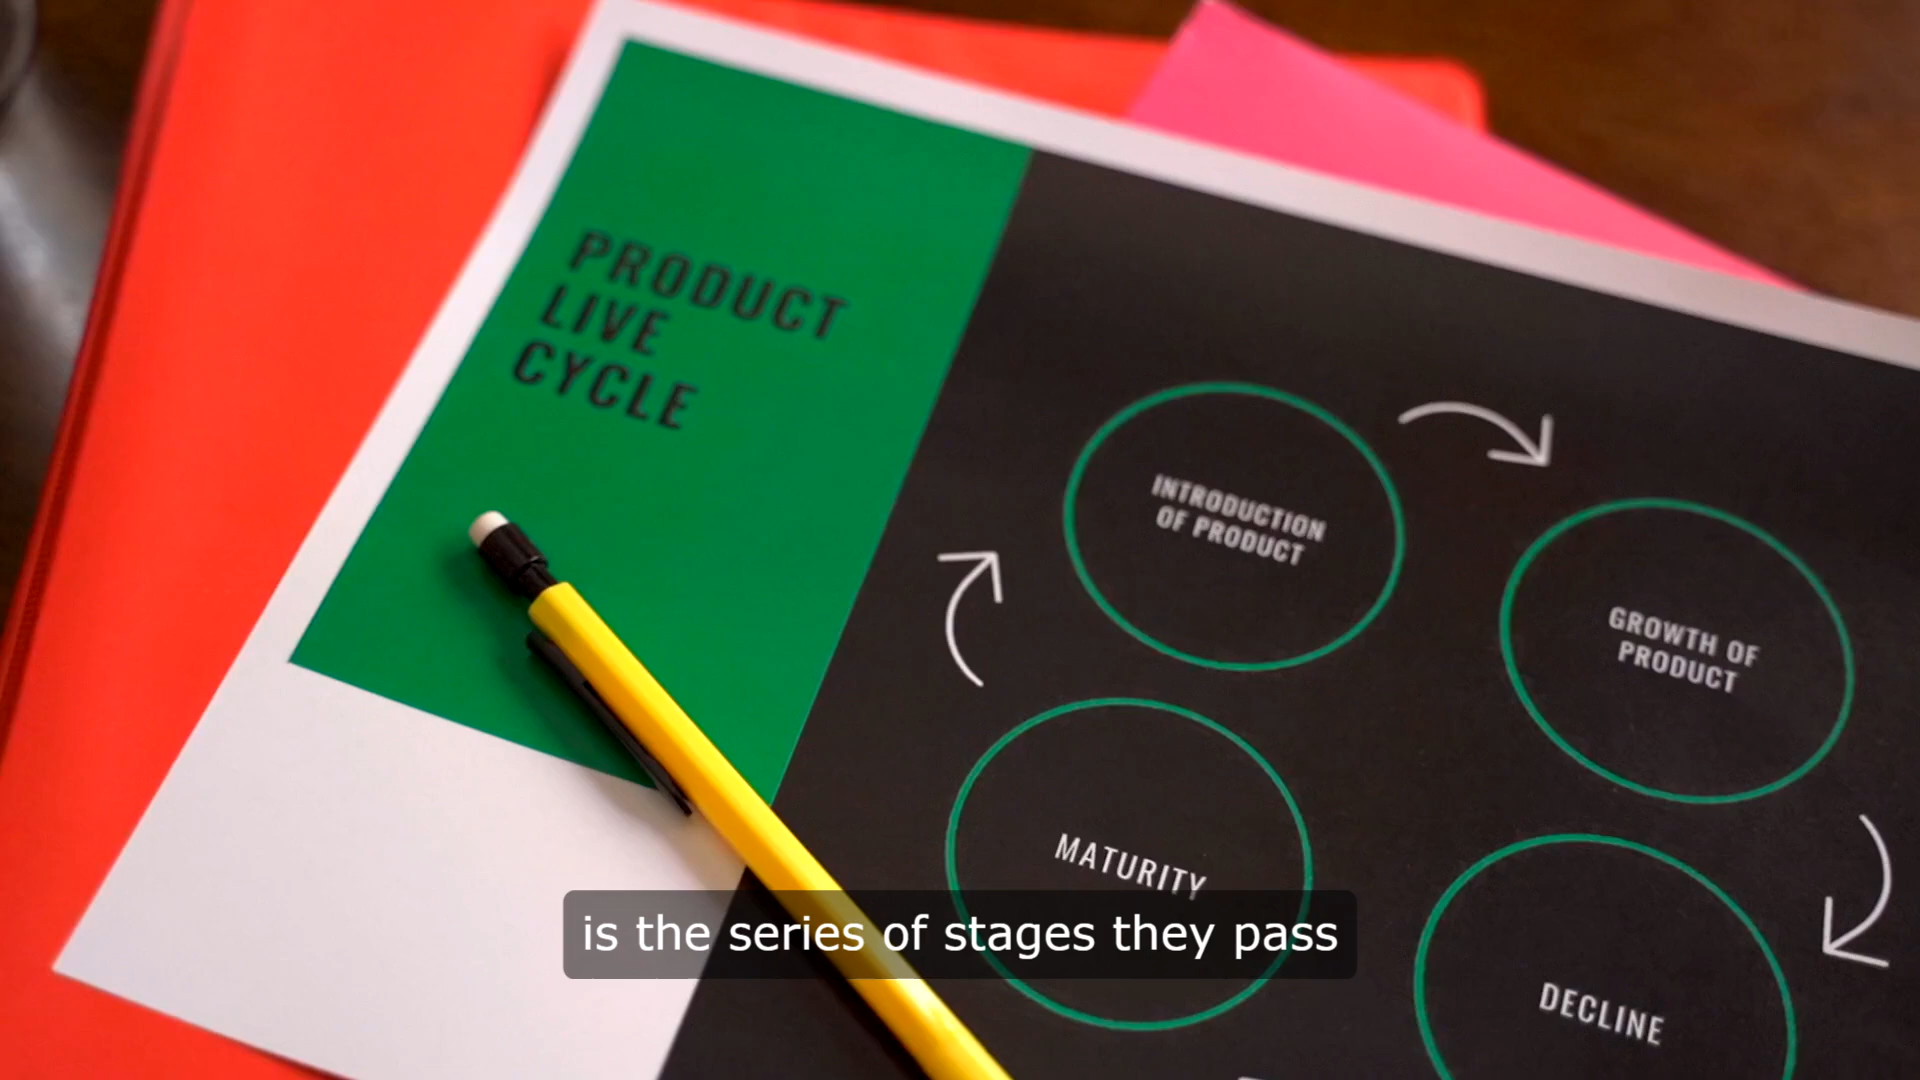 PRODUCT
LIVE
CYCLE
INTRODUCTION
OF PRODUCT
GROWTH OF
PRODUCT
MATURITY
DECLINE
is the series of stages they pass